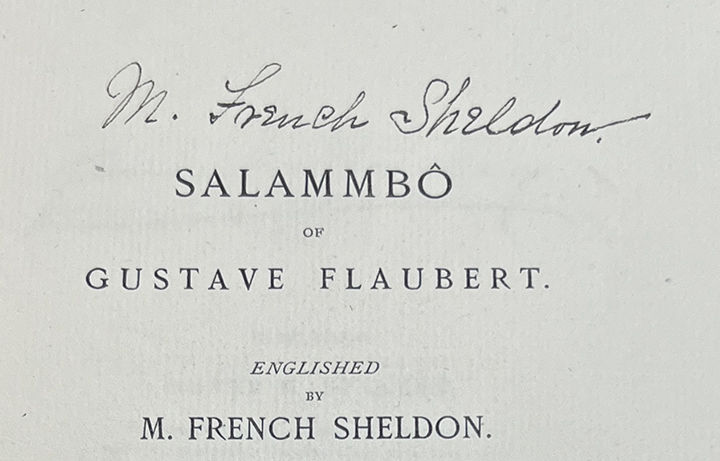 M. French Sheldon.
SALAMMBÔ
OF
GUSTAVE FLAUBERT.
ENGLISHED
BY
M. FRENCH SHELDON.